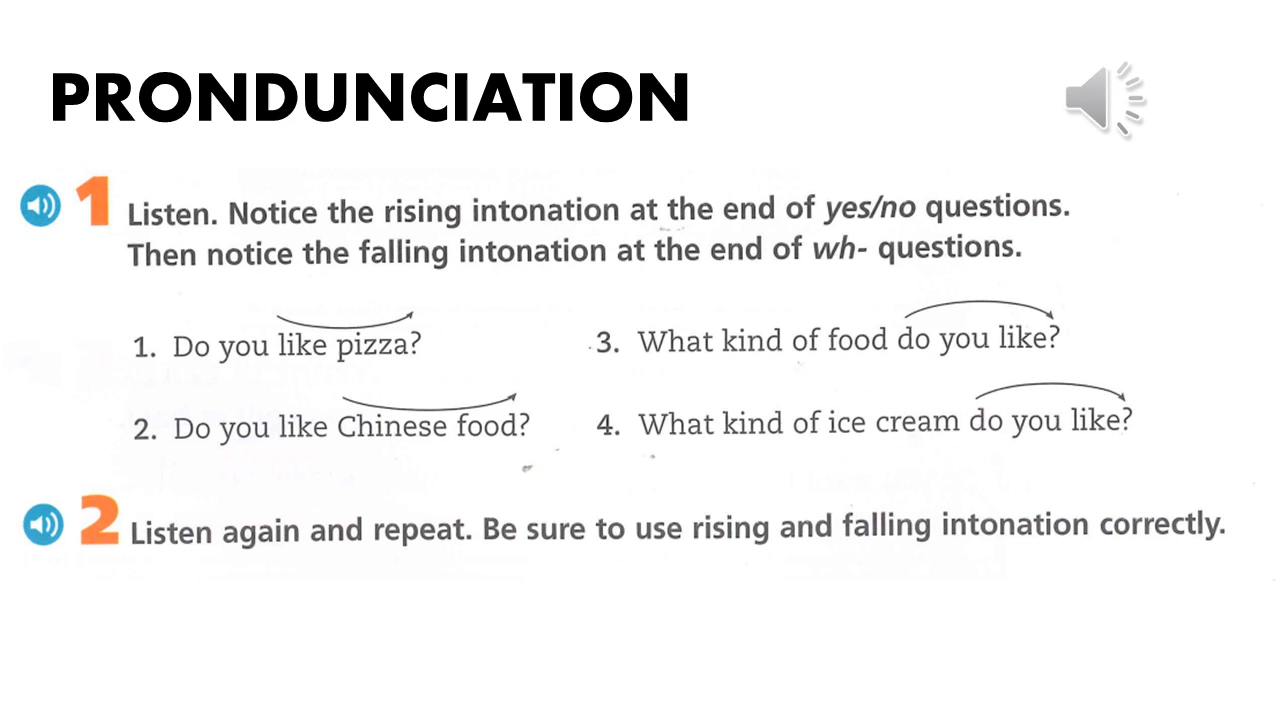 PRONDUNCIATION
1 Listen. Notice the rising intonation at the end of yes/no questions.
Then notice the falling intonation at the end of wh- questions.
1. Do you like pizza?
2. Do you like Chinese food?
3. What kind of food do you like?
4. What kind of ice cream do you like?
2 Listen again and repeat. Be sure to use rising and falling intonation correctly.